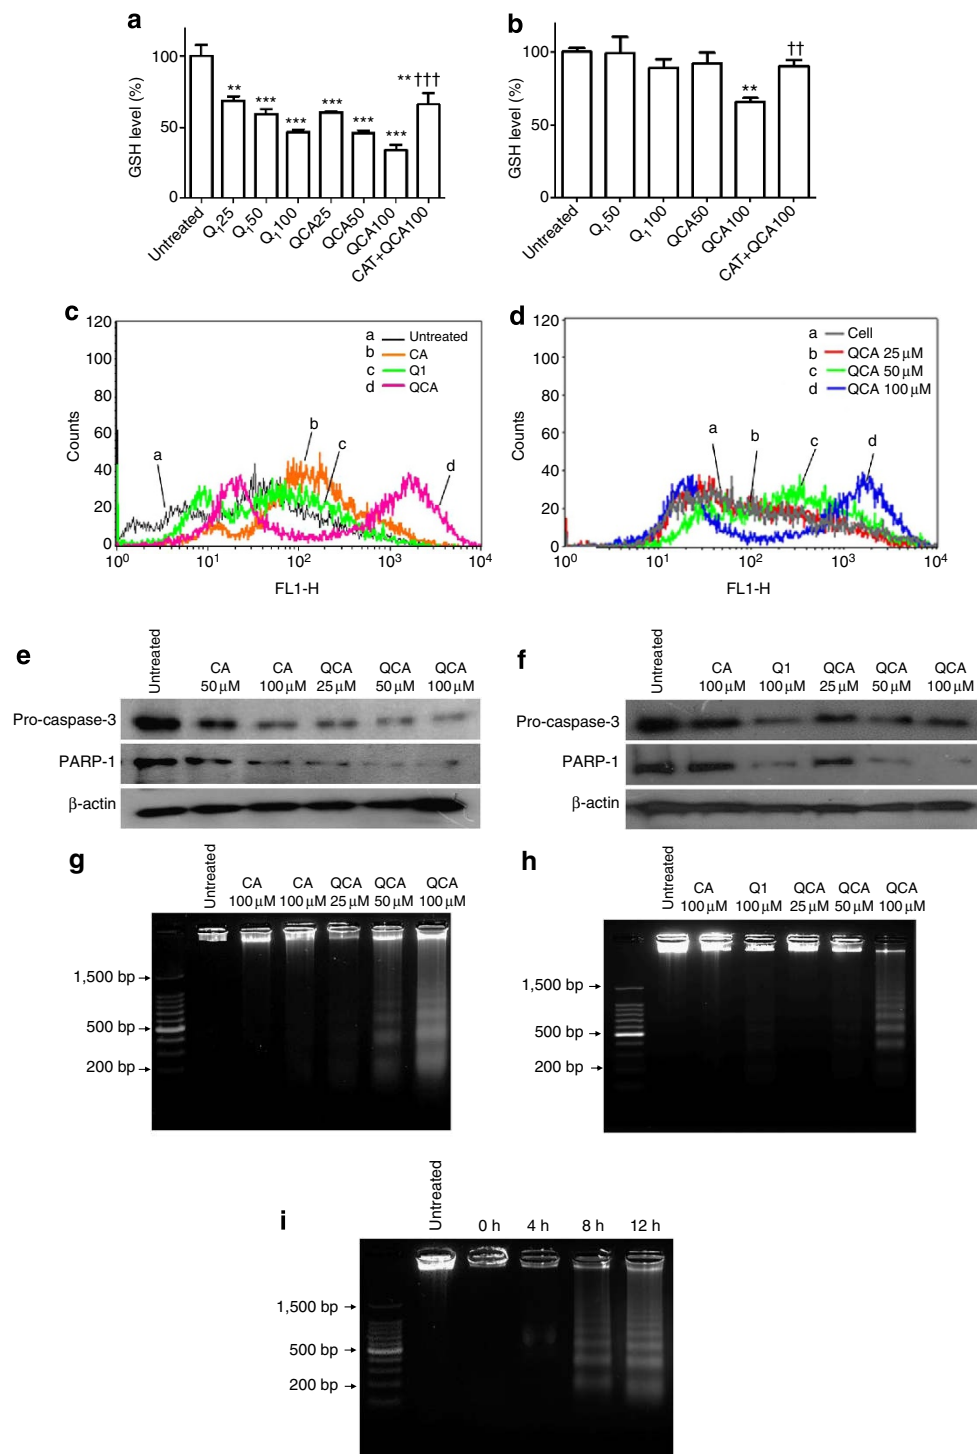 a
GSH level (%)
100
50
0
**
***
***
***
***
***
** †††
Untreated
Q₁25
Q₁50
Q₁100
QCA25
QCA50
QCA100
CAT+QCA100
b
GSH level (%)
100
50
0
**
††
Untreated
Q₁50
Q₁100
QCA50
QCA100
CAT+QCA100
c
Counts
120
100
80
60
40
20
0
10⁰ 10¹ 10² 10³ 10⁴
FL1-H
a Untreated
b CA
c Q1
d QCA
a
b
c
d
d
Counts
120
100
80
60
40
20
0
10⁰ 10¹ 10² 10³ 10⁴
FL1-H
a Cell
b QCA 25 μM
c QCA 50 μM
d QCA 100 μM
a
b
c
d
e
Untreated
CA 50 μM
CA 100 μM
QCA 25 μM
QCA 50 μM
QCA 100 μM
Pro-caspase-3
PARP-1
β-actin
f
Untreated
CA 100 μM
Q1 100 μM
QCA 25 μM
QCA 50 μM
QCA 100 μM
Pro-caspase-3
PARP-1
β-actin
g
Untreated
CA 100 μM
CA 100 μM
QCA 25 μM
QCA 50 μM
QCA 100 μM
1,500 bp
500 bp
200 bp
h
Untreated
CA 100 μM
Q1 100 μM
QCA 25 μM
QCA 50 μM
QCA 100 μM
1,500 bp
500 bp
200 bp
i
Untreated
0 h
4 h
8 h
12 h
1,500 bp
500 bp
200 bp